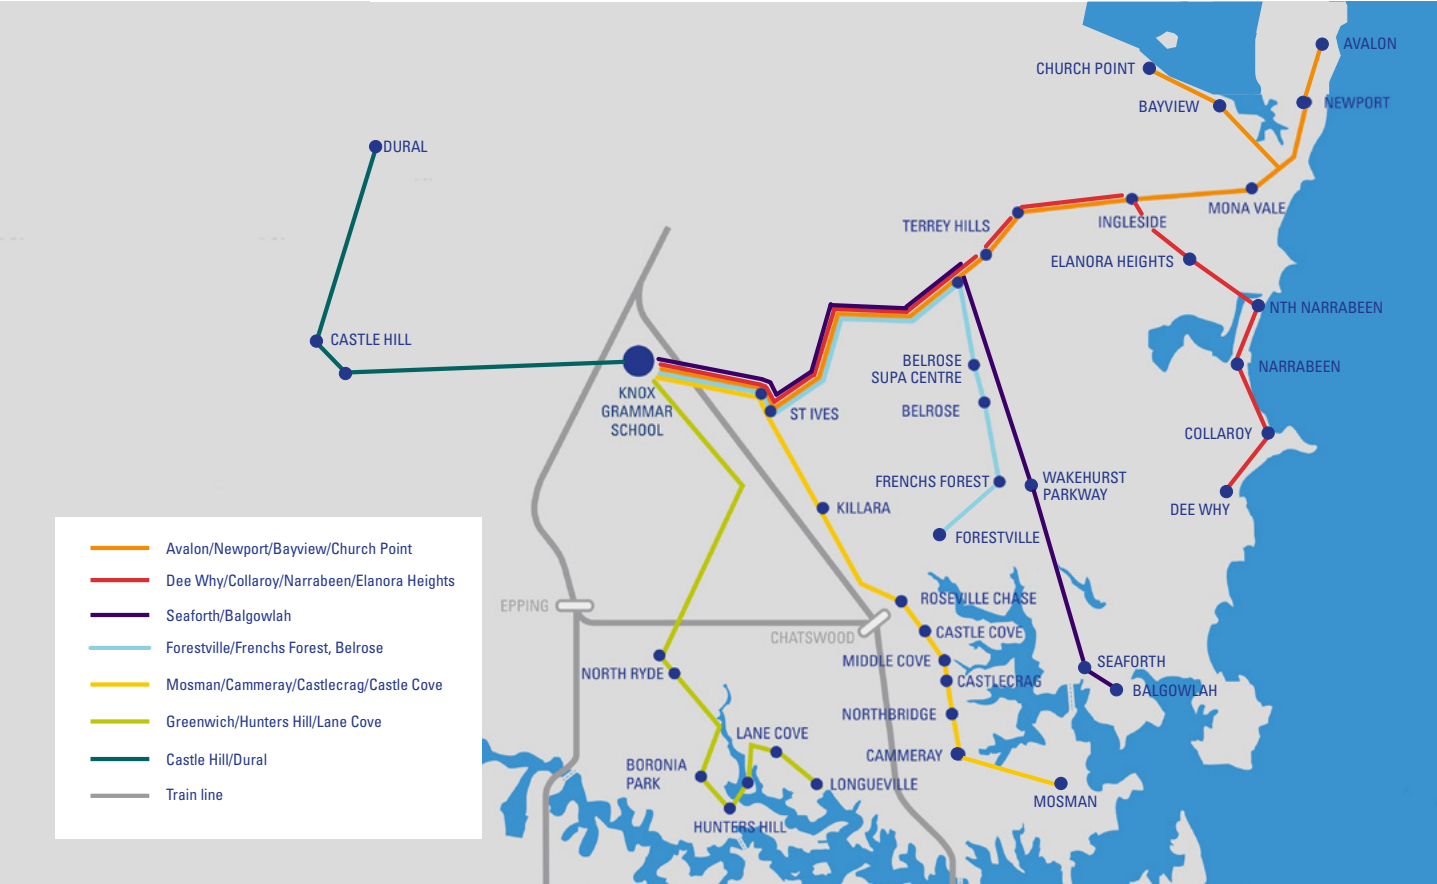 AVALON
CHURCH POINT
BAYVIEW
NEWPORT
DURAL
MONA VALE
TERREY HILLS
INGLESIDE
ELANORA HEIGHTS
NTH NARRABEEN
CASTLE HILL
BELROSE
SUPA CENTRE
NARRABEEN
KNOX
GRAMMAR
SCHOOL
ST IVES
BELROSE
COLLAROY
FRENCHS FOREST
WAKEHURST
PARKWAY
KILLARA
DEE WHY
FORESTVILLE
Avalon/Newport/Bayview/Church Point
Dee Why/Collaroy/Narrabeen/Elanora Heights
Seaforth/Balgowlah
Forestville/Frenchs Forest, Belrose
Mosman/Cammeray/Castlecrag/Castle Cove
Greenwich/Hunters Hill/Lane Cove
Castle Hill/Dural
Train line
EPPING
ROSEVILLE CHASE
CHATSWOOD
CASTLE COVE
MIDDLE COVE
SEAFORTH
NORTH RYDE
CASTLECRAG
BALGOWLAH
NORTHBRIDGE
LANE COVE
CAMMERAY
BORONIA
PARK
LONGUEVILLE
MOSMAN
HUNTERS HILL